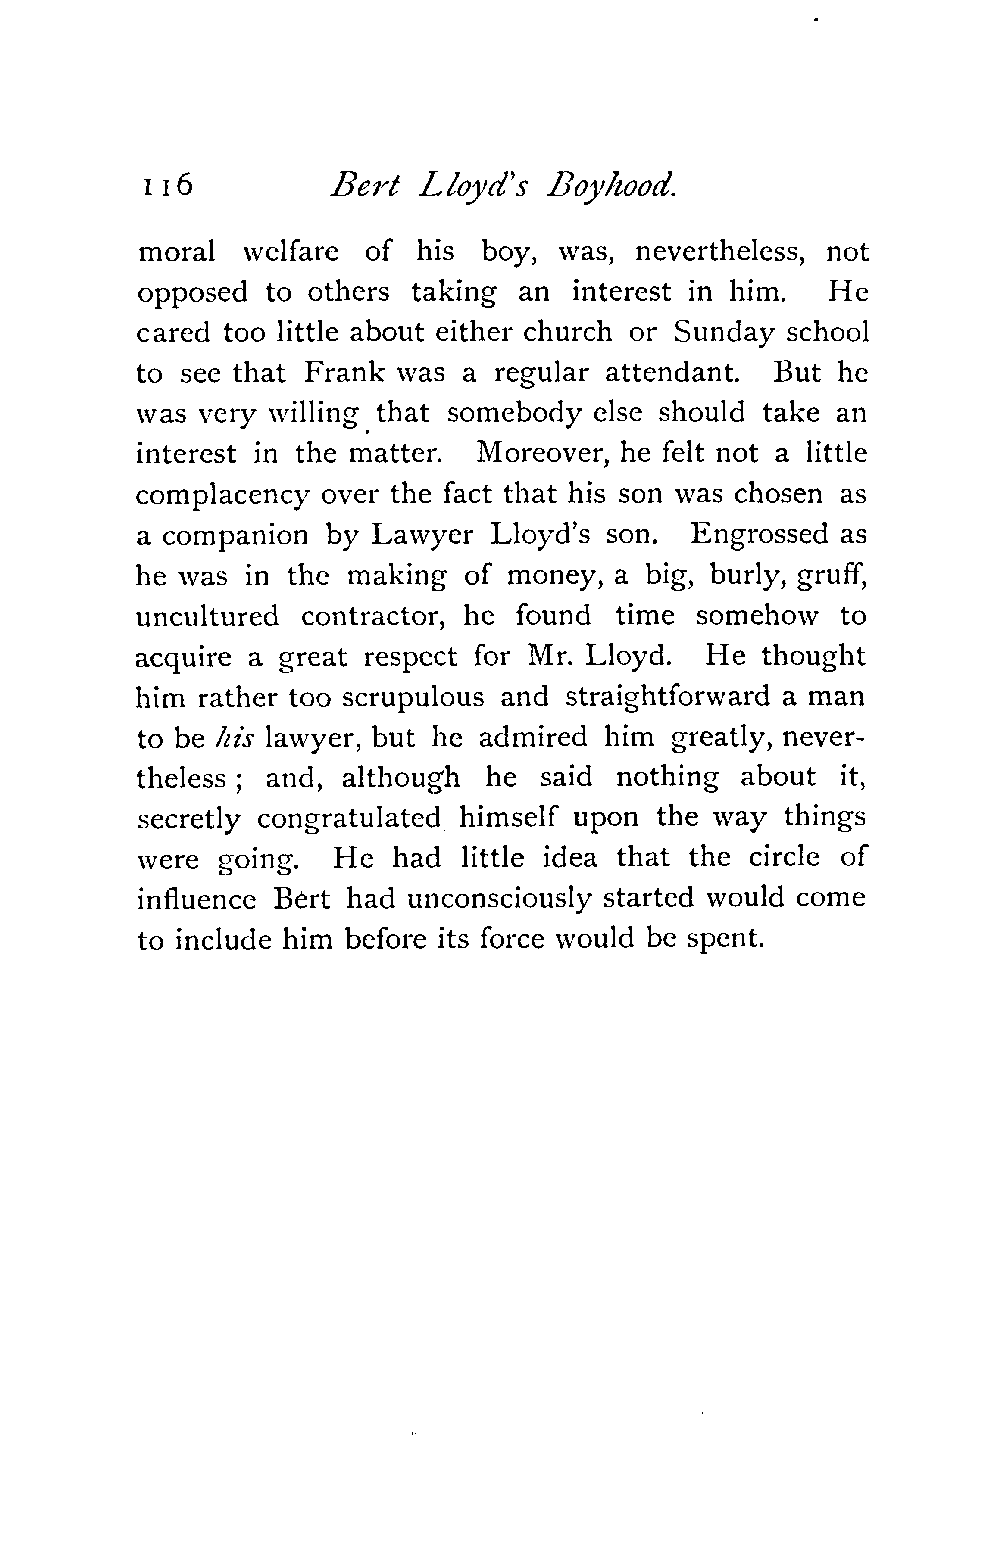 116 Bert Lloyd's Boyhood.
moral welfare of his boy, was, nevertheless, not
opposed to others taking an interest in him. He
cared too little about either church or Sunday school
to see that Frank was a regular attendant. But he
was very willing that somebody else should take an
interest in the matter. Moreover, he felt not a little
complacency over the fact that his son was chosen as
a companion by Lawyer Lloyd's son. Engrossed as
he was in the making of money, a big, burly, gruff,
uncultured contractor, he found time somehow to
acquire a great respect for Mr. Lloyd. He thought
him rather too scrupulous and straightforward a man
to be his lawyer, but he admired him greatly, never-
theless ; and, although he said nothing about it,
secretly congratulated himself upon the way things
were going. He had little idea that the circle of
influence Bert had unconsciously started would come
to include him before its force would be spent.